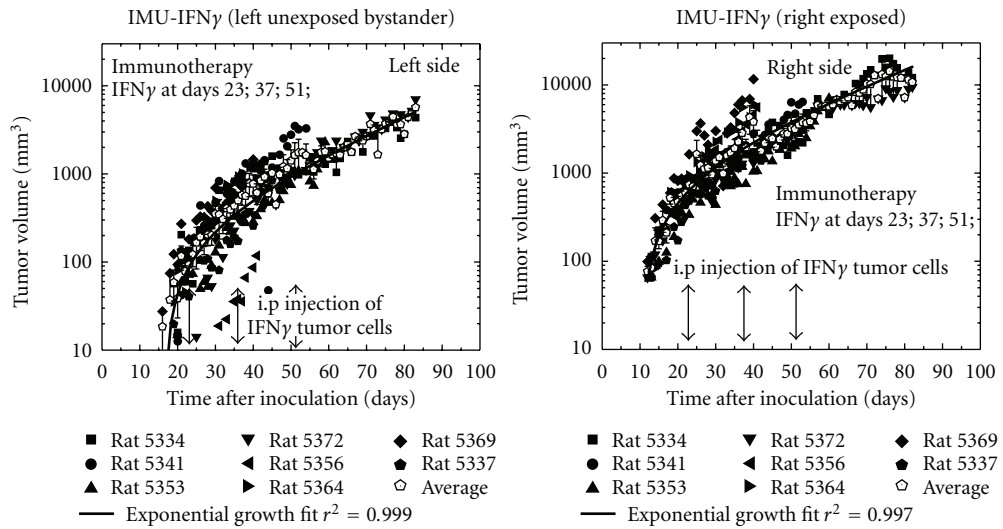 IMU-IFNγ (left unexposed bystander)
Immunotherapy
IFNγ at days 23; 37; 51;
Left side
i.p injection of
IFNγ tumor cells
Tumor volume (mm³)
10000
1000
100
10
0 10 20 30 40 50 60 70 80 90 100
Time after inoculation (days)
Rat 5334 Rat 5372 Rat 5369
Rat 5341 Rat 5356 Rat 5337
Rat 5353 Rat 5364 Average
Exponential growth fit r² = 0.999
IMU-IFNγ (right exposed)
Right side
Immunotherapy
IFNγ at days 23; 37; 51;
i.p injection of IFNγ tumor cells
Tumor volume (mm³)
10000
1000
100
10
0 10 20 30 40 50 60 70 80 90 100
Time after inoculation (days)
Rat 5334 Rat 5372 Rat 5369
Rat 5341 Rat 5356 Rat 5337
Rat 5353 Rat 5364 Average
Exponential growth fit r² = 0.997